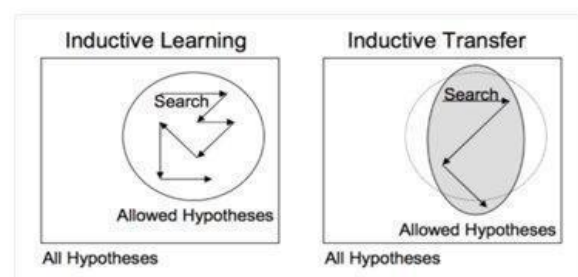 Inductive Learning
Search
Allowed Hypotheses
All Hypotheses
Inductive Transfer
Search
Allowed Hypotheses
All Hypotheses